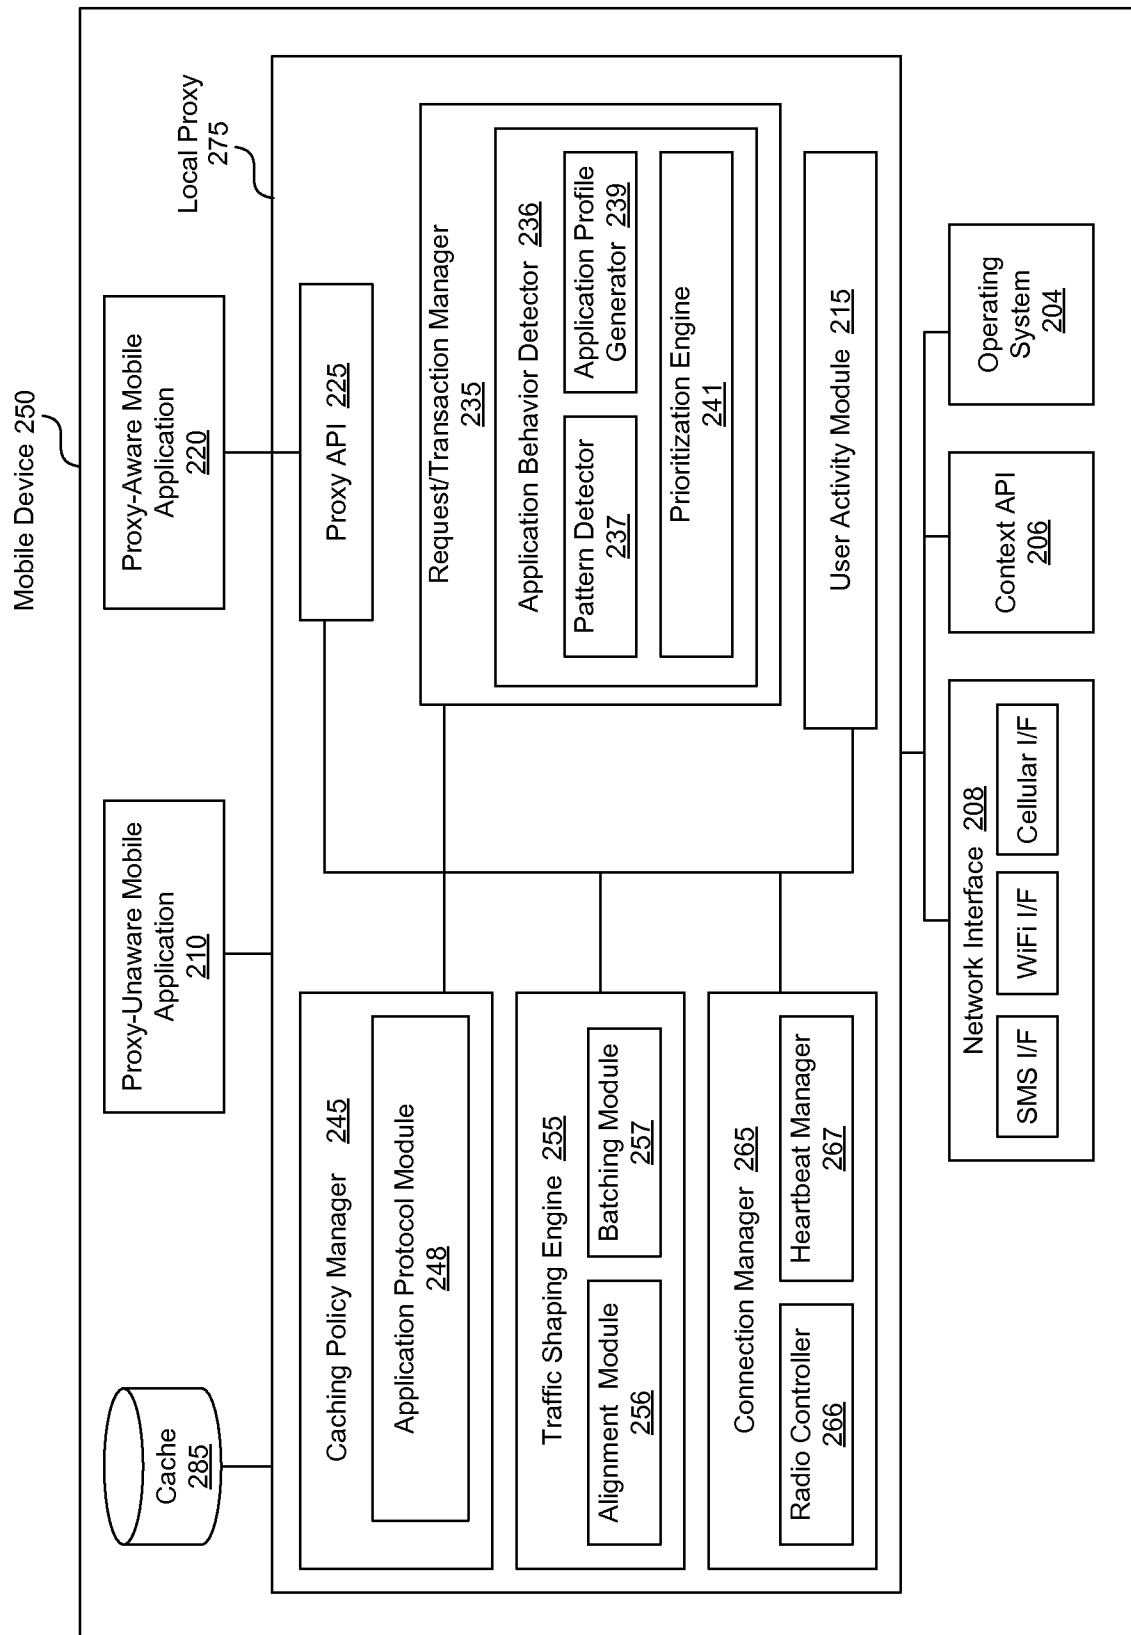 Mobile Device 250
Cache
285
Proxy-Unaware Mobile
Application
210
Proxy-Aware Mobile
Application
220
Local Proxy
275
Caching Policy Manager 245
Application Protocol Module
248
Traffic Shaping Engine 255
Alignment Module
256
Batching Module
257
Connection Manager 265
Radio Controller
266
Heartbeat Manager
267
Proxy API 225
Request/Transaction Manager
235
Application Behavior Detector 236
Pattern Detector
237
Application Profile
Generator 239
Prioritization Engine
241
User Activity Module 215
Network Interface 208
SMS I/F
WiFi I/F
Cellular I/F
Context API
206
Operating
System
204